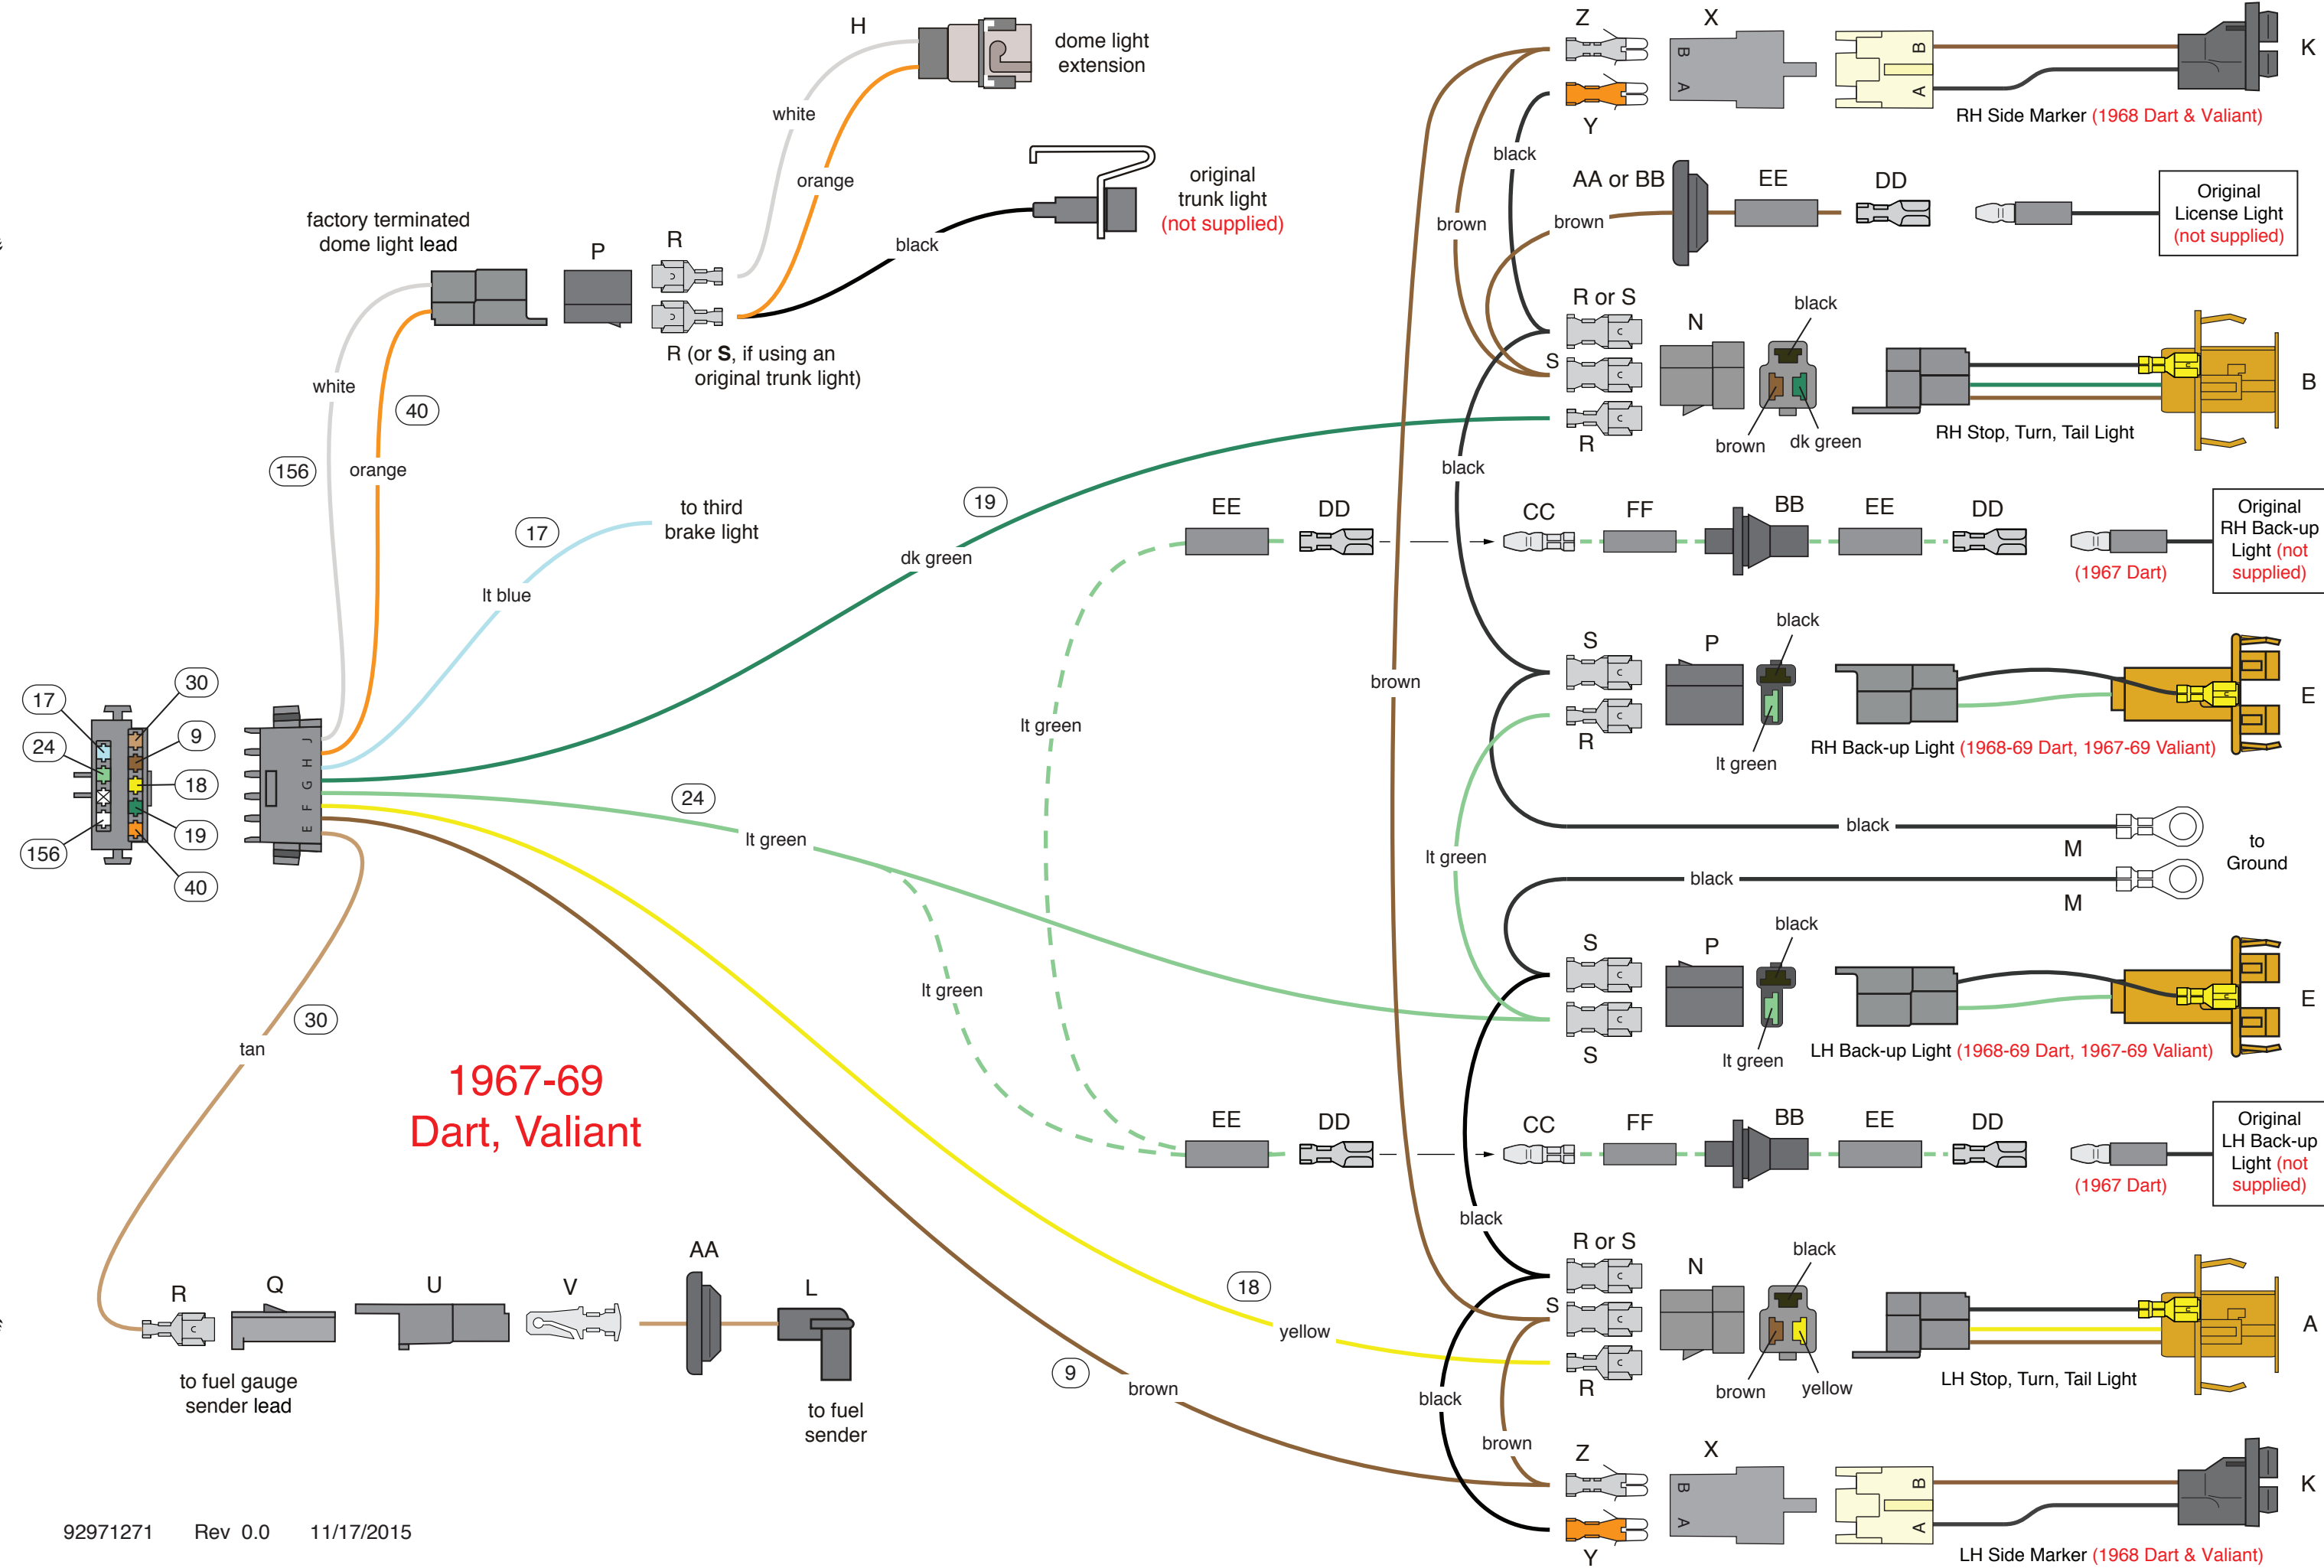 H
dome light
extension
white
orange
original
trunk light
(not supplied)
black
factory terminated
dome light lead
P
R
R (or S, if using an
original trunk light)
white
40
156
orange
17
to third
brake light
lt blue
19
dk green
30
17
9
24
18
19
156
40
J
H
G
F
E
24
lt green
lt green
lt green
30
tan
1967-69
Dart, Valiant
R
Q
U
V
AA
L
to fuel gauge
sender lead
to fuel
sender
18
yellow
9
brown
92971271 Rev 0.0 11/17/2015
Z
X
B
A
B
A
K
Y
RH Side Marker (1968 Dart & Valiant)
black
brown
brown
AA or BB
EE
DD
Original
License Light
(not supplied)
R or S
S
R
N
black
brown
dk green
B
RH Stop, Turn, Tail Light
black
EE
DD
CC
FF
BB
EE
DD
(1967 Dart)
Original
RH Back-up
Light (not
supplied)
brown
S
R
P
black
lt green
E
RH Back-up Light (1968-69 Dart, 1967-69 Valiant)
lt green
black
M
to
Ground
black
M
S
S
P
black
lt green
E
LH Back-up Light (1968-69 Dart, 1967-69 Valiant)
EE
DD
CC
FF
BB
EE
DD
(1967 Dart)
Original
LH Back-up
Light (not
supplied)
black
R or S
S
R
N
black
brown
yellow
A
LH Stop, Turn, Tail Light
black
brown
Z
X
B
A
B
A
K
Y
LH Side Marker (1968 Dart & Valiant)